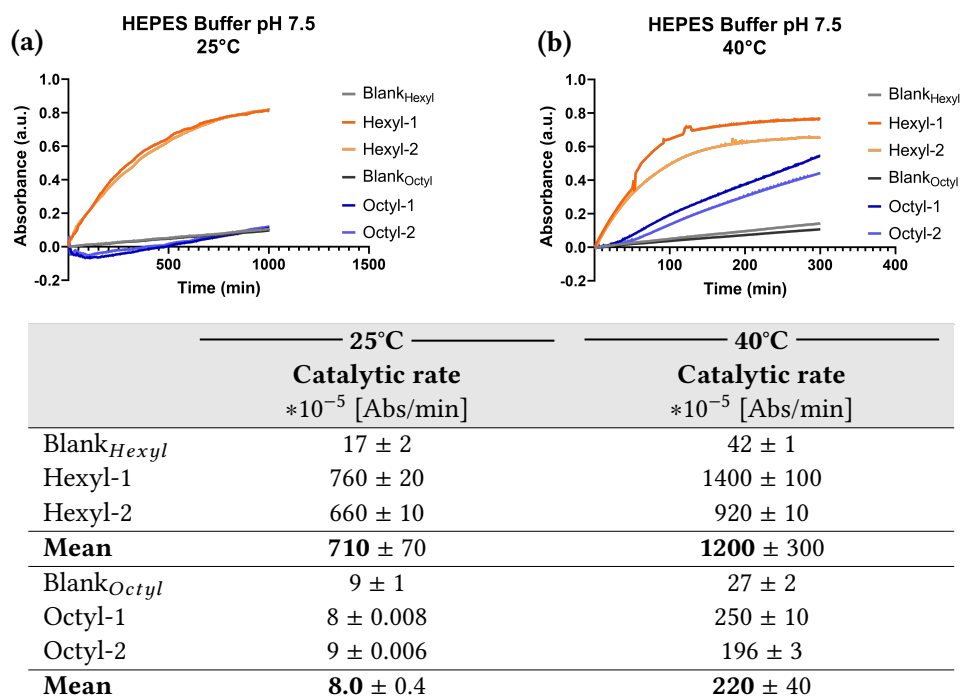 (a)
HEPES Buffer pH 7.5
25°C
Absorbance (a.u.)
1.0
0.8
0.6
0.4
0.2
0.0
-0.2
500
1000
1500
Time (min)
Blank_Hexyl
Hexyl-1
Hexyl-2
Blank_Octyl
Octyl-1
Octyl-2
(b)
HEPES Buffer pH 7.5
40°C
Absorbance (a.u.)
1.0
0.8
0.6
0.4
0.2
0.0
-0.2
100
200
300
400
Time (min)
Blank_Hexyl
Hexyl-1
Hexyl-2
Blank_Octyl
Octyl-1
Octyl-2
25°C 40°C
Catalytic rate Catalytic rate
*10⁻⁵ [Abs/min] *10⁻⁵ [Abs/min]
Blank_Hexyl 17 ± 2 42 ± 1
Hexyl-1 760 ± 20 1400 ± 100
Hexyl-2 660 ± 10 920 ± 10
Mean 710 ± 70 1200 ± 300
Blank_Octyl 9 ± 1 27 ± 2
Octyl-1 8 ± 0.008 250 ± 10
Octyl-2 9 ± 0.006 196 ± 3
Mean 8.0 ± 0.4 220 ± 40